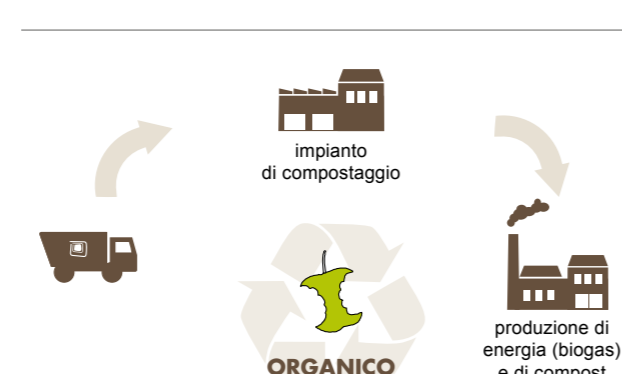 impianto
di compostaggio
ORGANICO
produzione di
energia (biogas)
e di compost